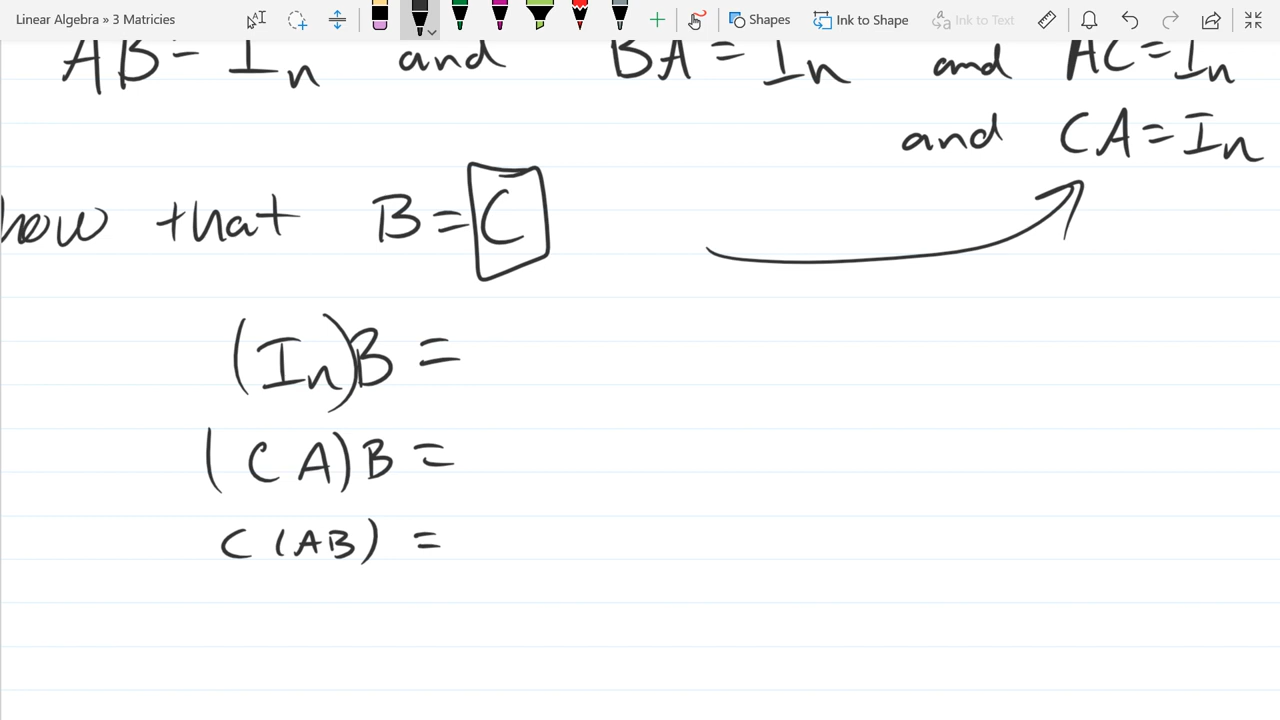 Linear Algebra » 3 Matricies
Shapes
Ink to Shape
Ink to Text
AB = In and BA = In and AC = In
and CA = In
how that B = C
(In)B =
(CA)B =
C(AB) =